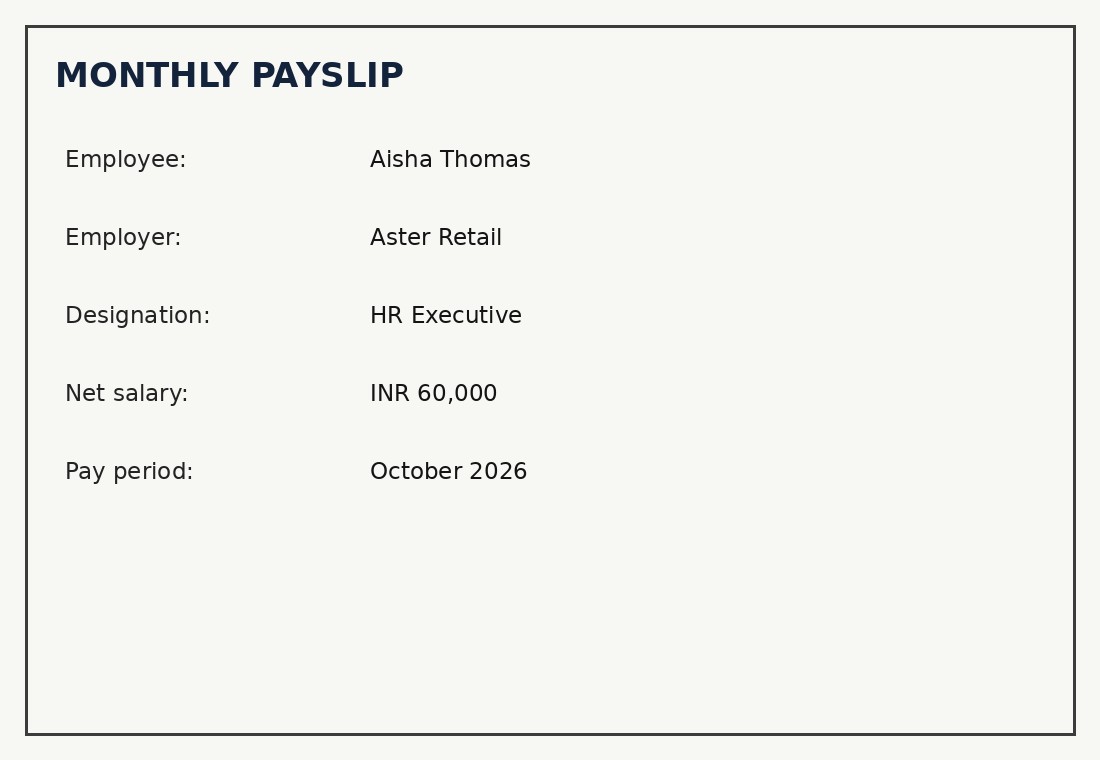 MONTHLY PAYSLIP
Employee: Aisha Thomas
Employer: Aster Retail
Designation: HR Executive
Net salary: INR 60,000
Pay period: October 2026